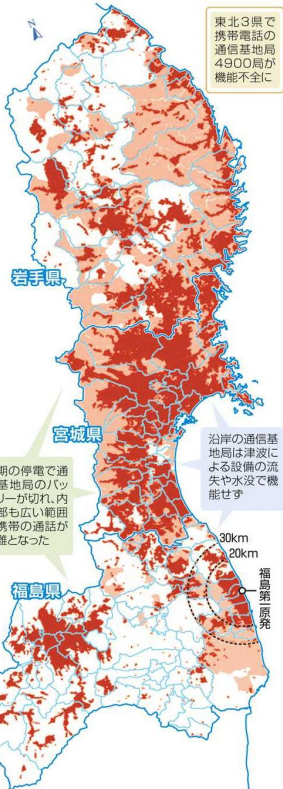 東北3県で
携帯電話の
通信基地局
4900局が
機能不全に
岩手県
宮城県
沿岸の通信基
地局は津波に
よる設備の流
失や水没で機
能せず
期の停電で通
基地局のバッ
リーが切れ、内
部も広い範囲
携帯の通話が
難となった
30km
20km
福島第一原発
福島県